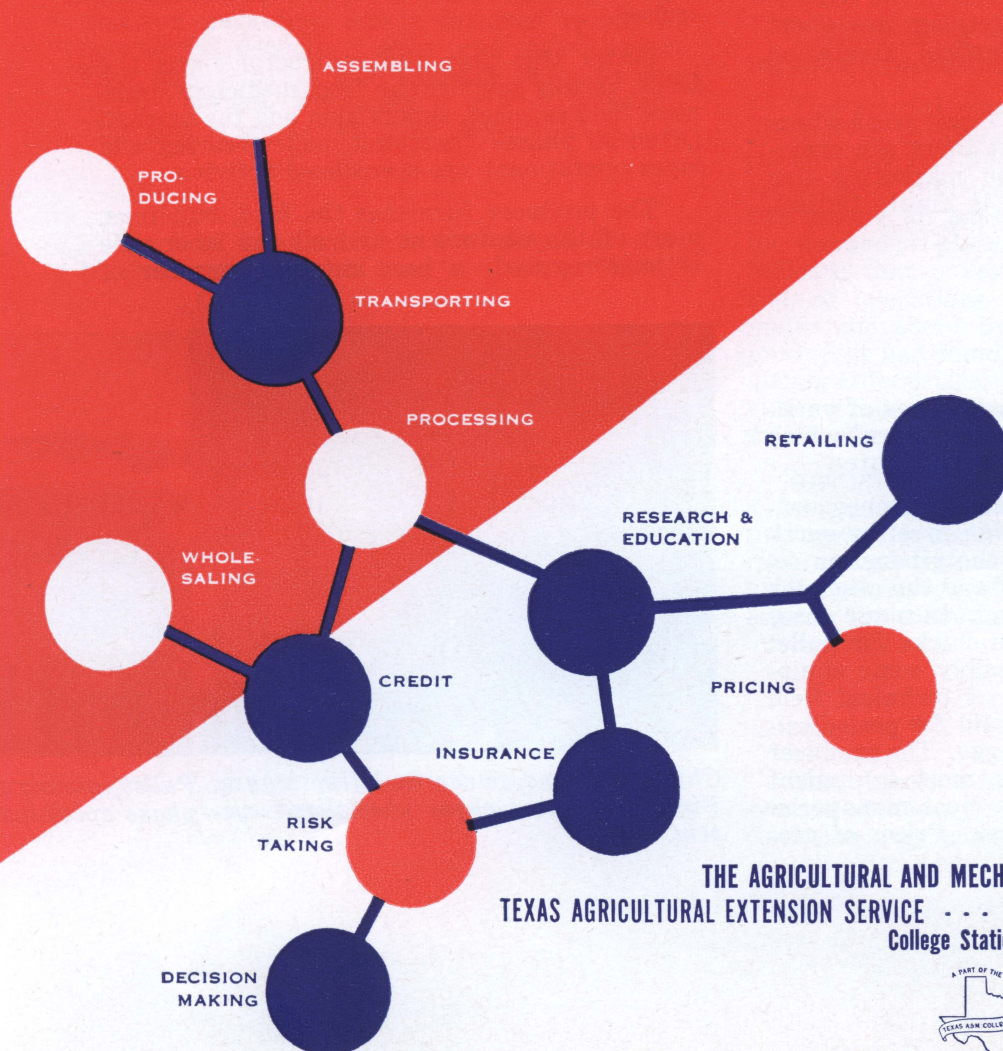 ASSEMBLING
PRO-
DUCING
TRANSPORTING
PROCESSING
RETAILING
RESEARCH &
EDUCATION
WHOLE-
SALING
CREDIT
PRICING
INSURANCE
RISK
TAKING
THE AGRICULTURAL AND MECH
TEXAS AGRICULTURAL EXTENSION SERVICE - - -
College Stati
DECISION
MAKING
A PART OF THE
TEXAS A&M COLLE